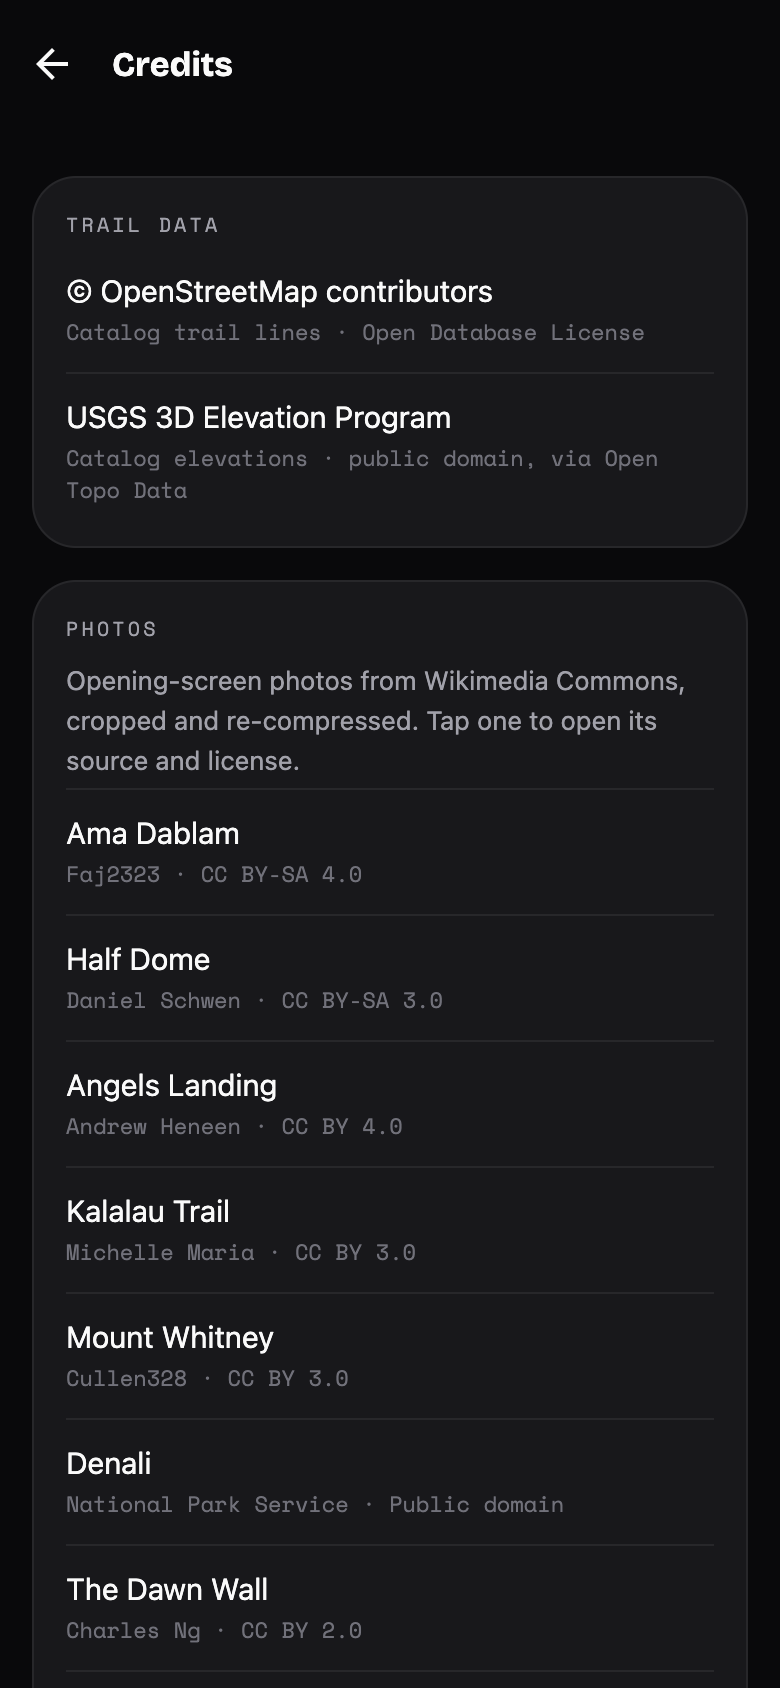 Credits
TRAIL DATA
© OpenStreetMap contributors
Catalog trail lines · Open Database License
USGS 3D Elevation Program
Catalog elevations · public domain, via Open
Topo Data
PHOTOS
Opening-screen photos from Wikimedia Commons,
cropped and re-compressed. Tap one to open its
source and license.
Ama Dablam
Faj2323 · CC BY-SA 4.0
Half Dome
Daniel Schwen · CC BY-SA 3.0
Angels Landing
Andrew Heneen · CC BY 4.0
Kalalau Trail
Michelle Maria · CC BY 3.0
Mount Whitney
Cullen328 · CC BY 3.0
Denali
National Park Service · Public domain
The Dawn Wall
Charles Ng · CC BY 2.0